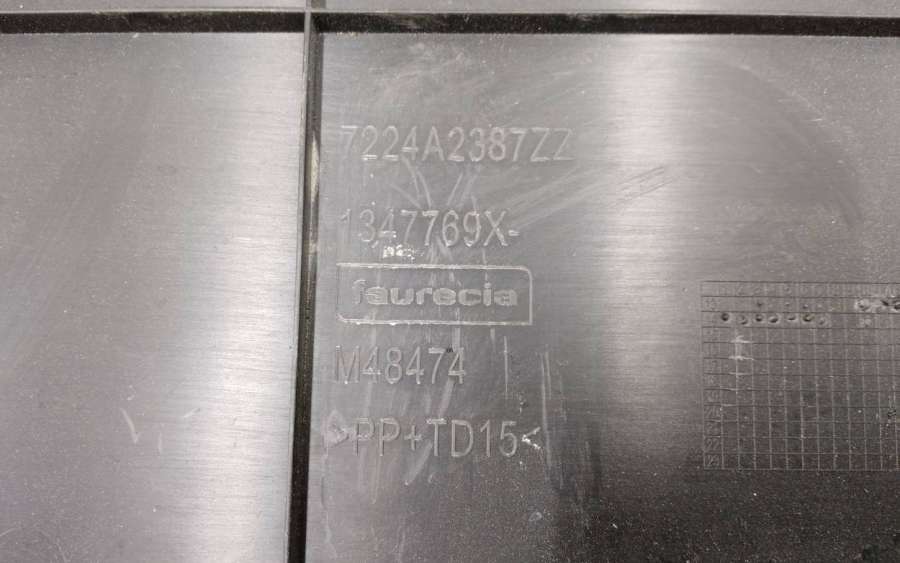 7224A2387ZZ
1347769X-
faurecia
M48474
>PP+TD15<